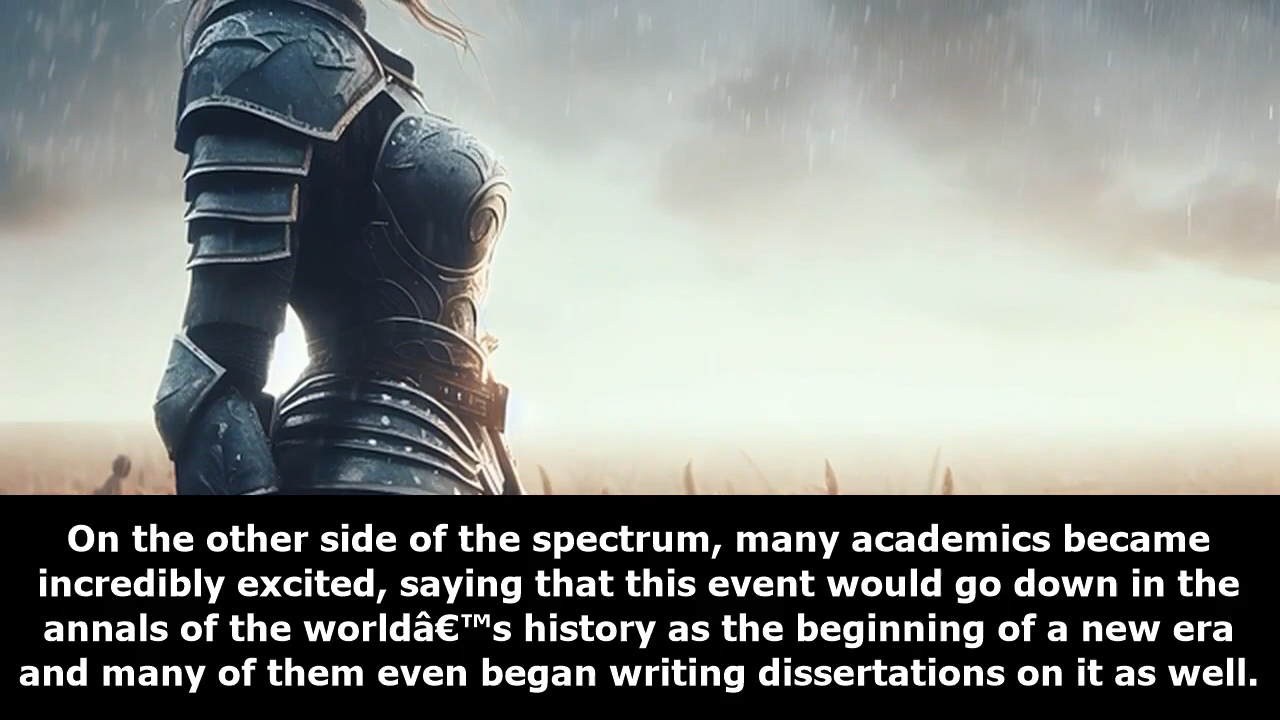 On the other side of the spectrum, many academics became
incredibly excited, saying that this event would go down in the
annals of the worldâ€™s history as the beginning of a new era
and many of them even began writing dissertations on it as well.